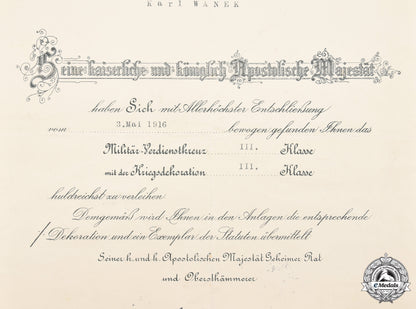 Karl WANEK
Seine kaiserliche und königlich Apostolische Majestät
haben Sich mit Allerhöchster Entschließung
vom 3.Mai 1916 bewogen gefunden Ihnen das
Militär-Verdienstkreuz III. Klasse
mit der Kriegsdekoration III. Klasse
huldreichst zu verleihen
Demgemäß wird Ihnen in den Anlagen die entsprechende
Dekoration und ein Exemplar der Statuten übermittelt
Seiner k. und k. Apostolischen Majestät Geheimer Rat
und Oberstkämmerer
eMedals